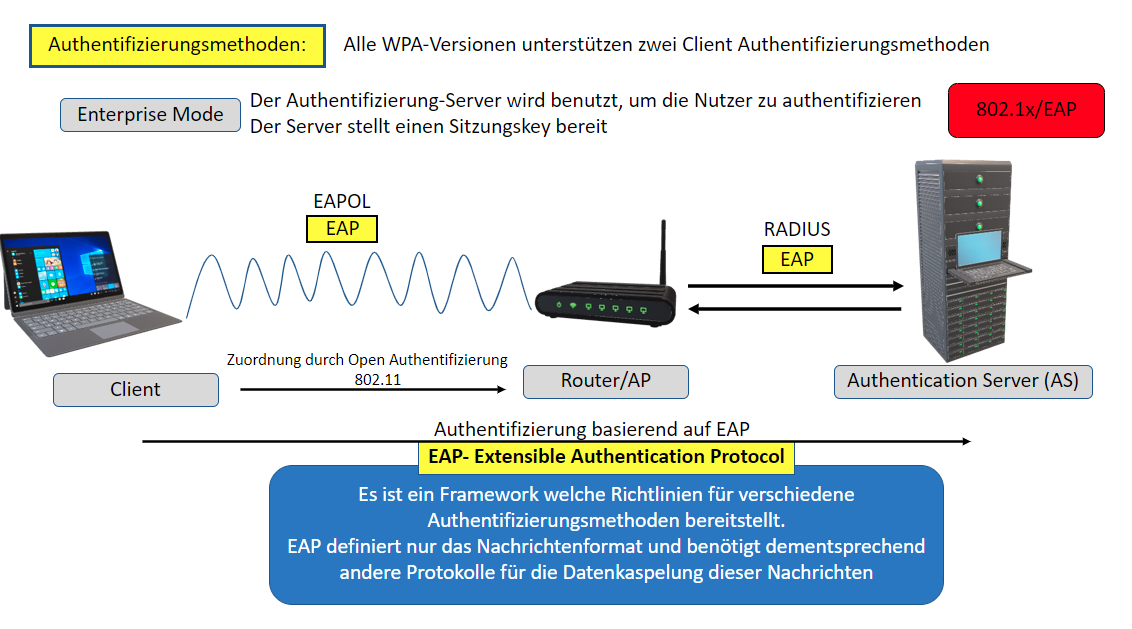 Authentifizierungsmethoden:
Alle WPA-Versionen unterstützen zwei Client Authentifizierungsmethoden
Enterprise Mode
Der Authentifizierung-Server wird benutzt, um die Nutzer zu authentifizieren
Der Server stellt einen Sitzungskey bereit
802.1x/EAP
EAPOL
EAP
RADIUS
EAP
Zuordnung durch Open Authentifizierung
802.11
Client
Router/AP
Authentication Server (AS)
Authentifizierung basierend auf EAP
EAP- Extensible Authentication Protocol
Es ist ein Framework welche Richtlinien für verschiedene
Authentifizierungsmethoden bereitstellt.
EAP definiert nur das Nachrichtenformat und benötigt dementsprechend
andere Protokolle für die Datenkaspelung dieser Nachrichten